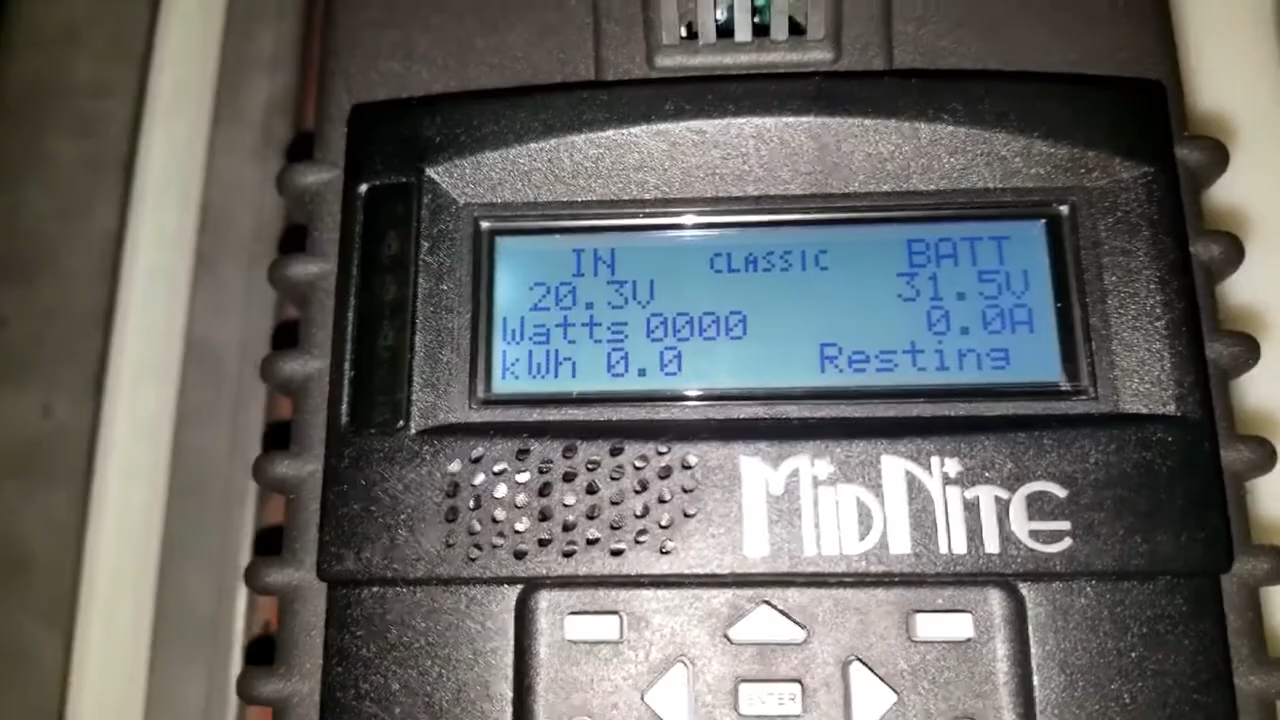 IN CLASSIC BATT
20.3V 31.5V
Watts 0000 0.0A
kWh 0.0 Resting
MIDNITE
ENTER